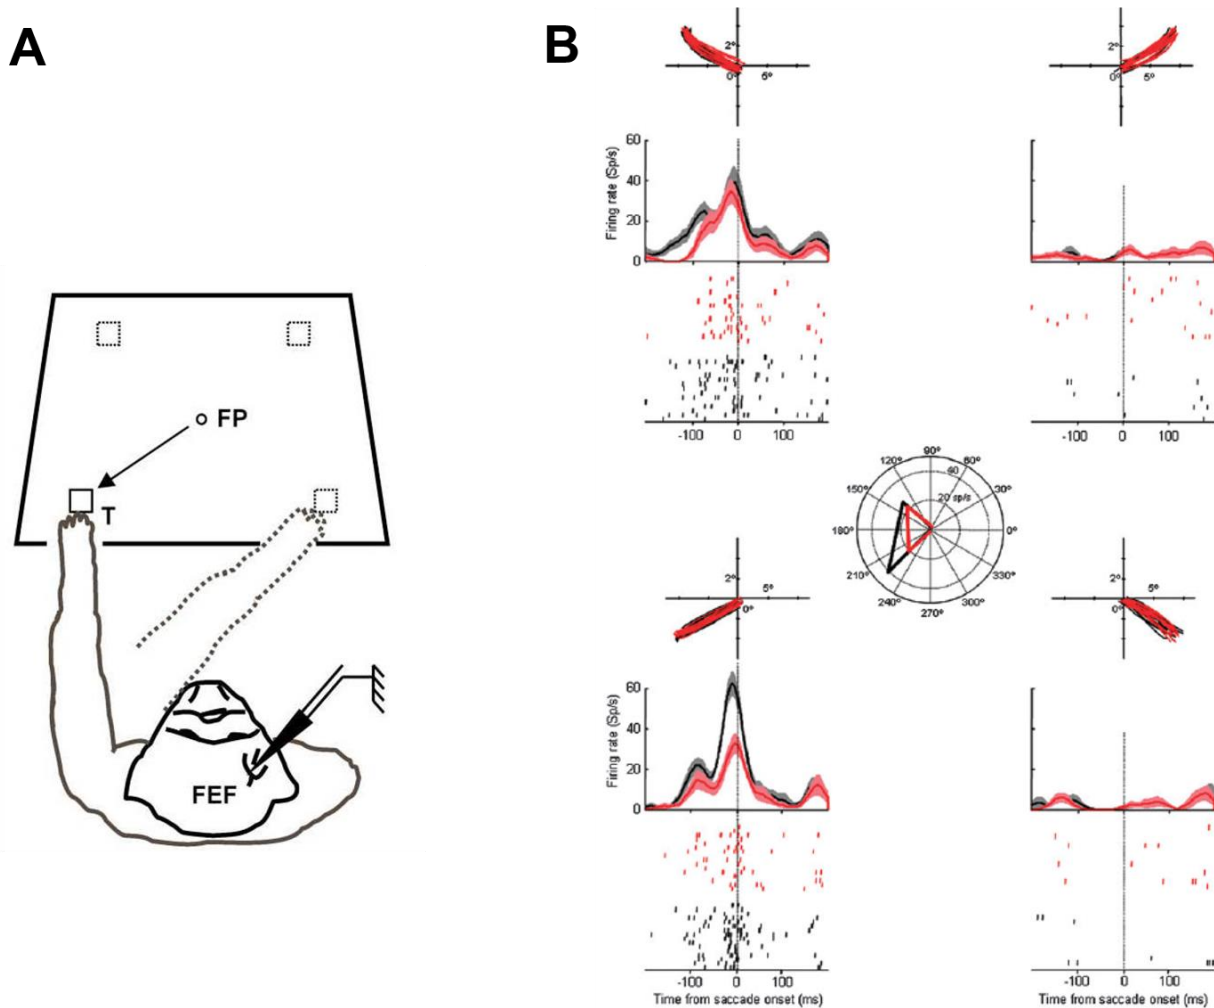 A
FP
T
FEF
B
2°
0° 5°
2°
0° 5°
Firing rate (Sp/s)
60
40
20
0
-100 0 100
-100 0 100
90°
120° 60°
60
150° 30°
20 sp/s
180° 0°
210° 330°
240° 300°
270°
2° 5°
0°
2° 5°
0°
Firing rate (Sp/s)
60
40
20
0
-100 0 100
Time from saccade onset (ms)
-100 0 100
Time from saccade onset (ms)